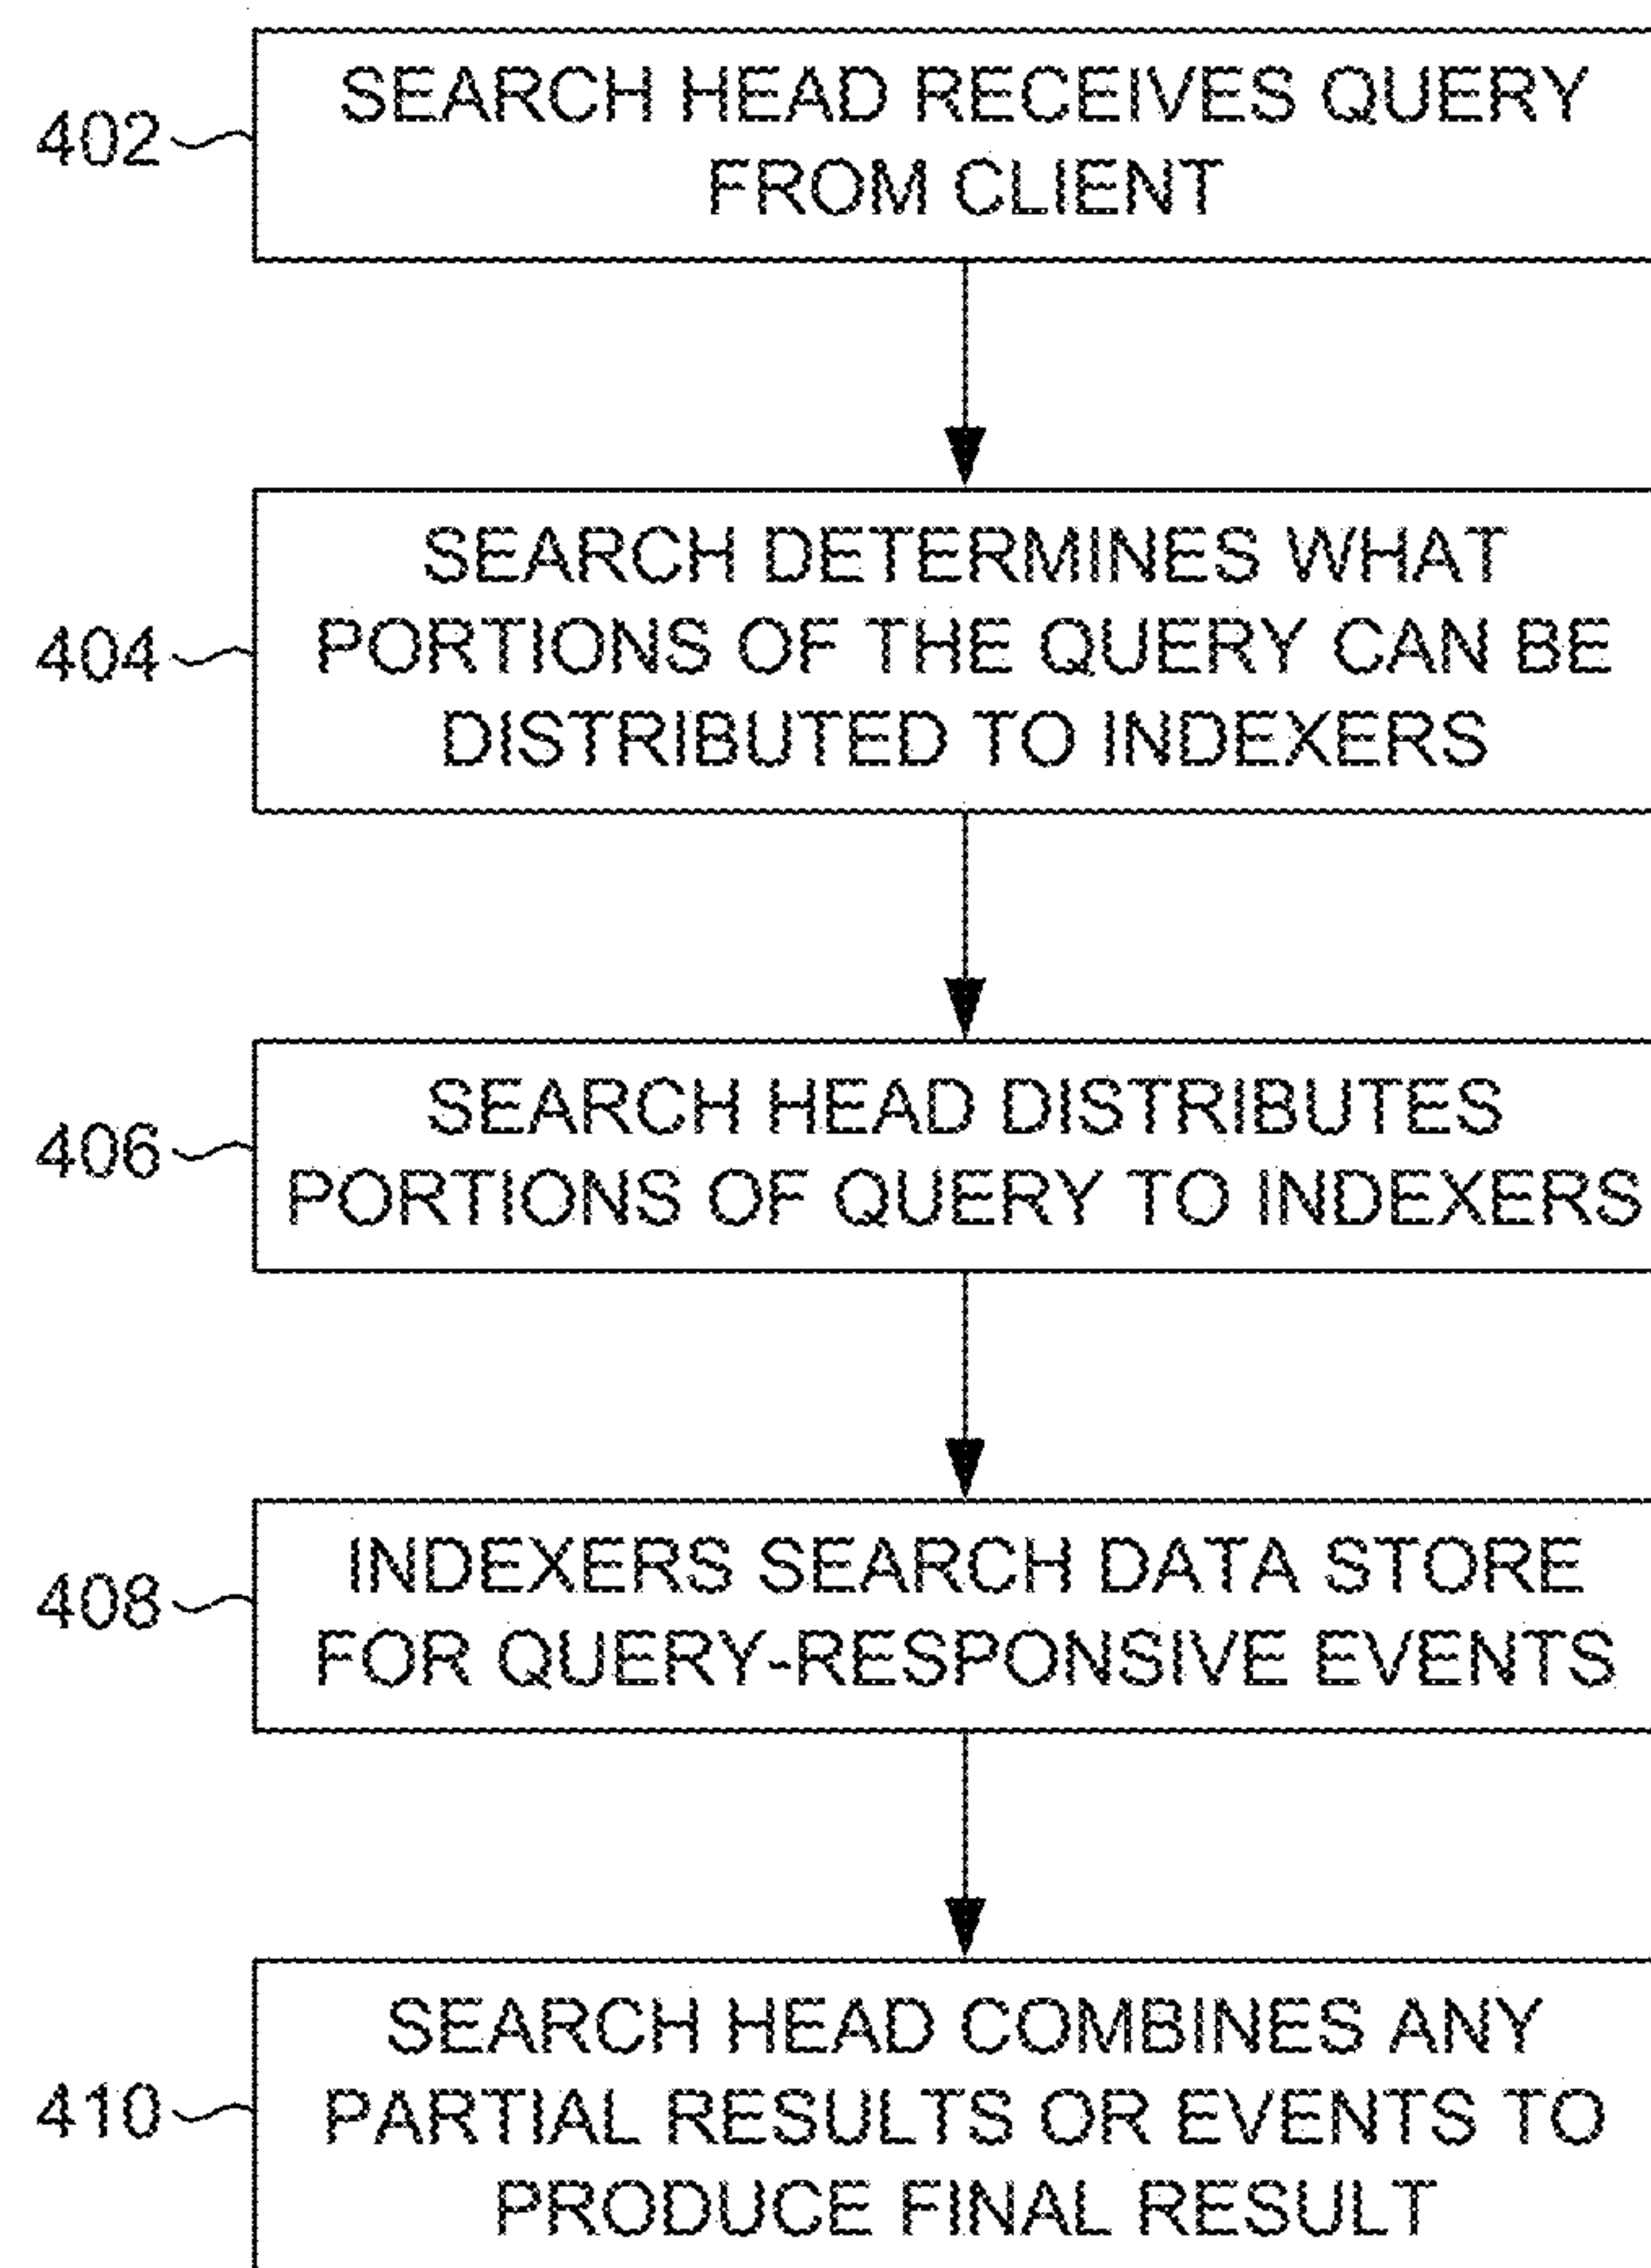 SEARCH HEAD RECEIVES QUERY
402
FROM CLIENT
SEARCH DETERMINES WHAT
404
PORTIONS OF THE QUERY CAN BE
DISTRIBUTED TO INDEXERS
SEARCH HEAD DISTRIBUTES
406
PORTIONS OF QUERY TO INDEXERS
INDEXERS SEARCH DATA STORE
408
FOR QUERY-RESPONSIVE EVENTS
SEARCH HEAD COMBINES ANY
410
PARTIAL RESULTS OR EVENTS TO
PRODUCE FINAL RESULT